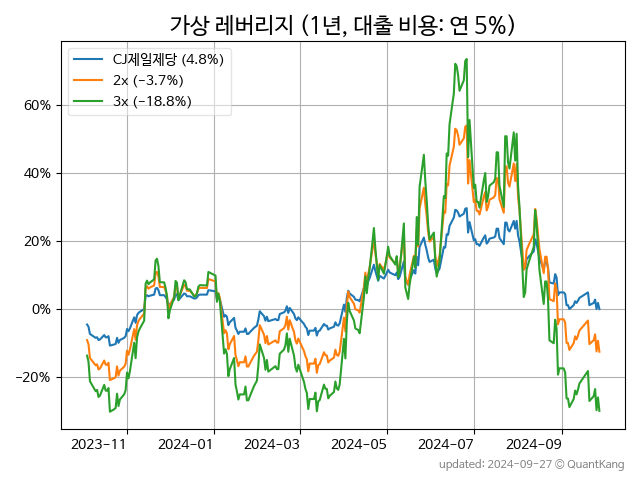 가상 레버리지 (1년, 대출 비용: 연 5%)
CJ제일제당 (4.8%)
2x (−3.7%)
3x (−18.8%)
60%
40%
20%
0%
−20%
2023-11 2024-01 2024-03 2024-05 2024-07 2024-09
updated: 2024-09-27 © QuantKang